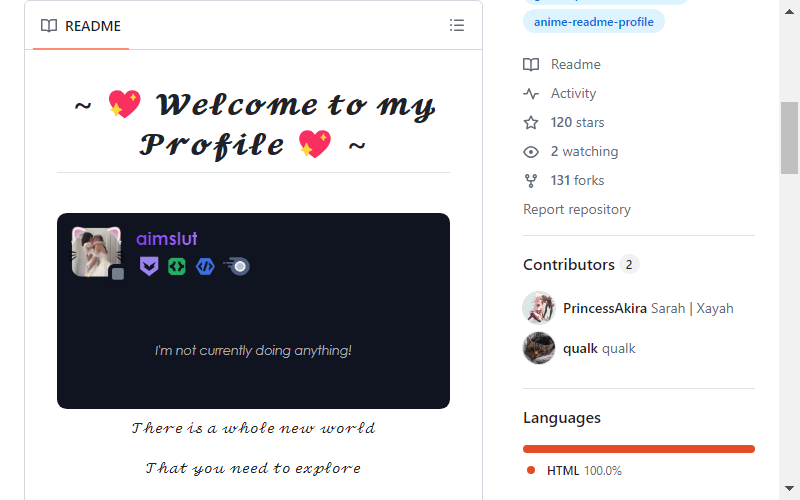 README
~ 💖 𝓦𝓮𝓵𝓬𝓸𝓶𝓮 𝓽𝓸 𝓶𝔂
𝓟𝓻𝓸𝓯𝓲𝓵𝓮 💖 ~
aimslut
I'm not currently doing anything!
𝒯𝒽𝑒𝓇𝑒 𝒾𝓈 𝒶 𝓌𝒽𝑜𝓁𝑒 𝓃𝑒𝓌 𝓌𝑜𝓇𝓁𝒹
𝒯𝒽𝒶𝓉 𝓎𝑜𝓊 𝓃𝑒𝑒𝒹 𝓉𝑜 𝑒𝓍𝓅𝓁𝑜𝓇𝑒
anime-readme-profile
Readme
Activity
120 stars
2 watching
131 forks
Report repository
Contributors 2
PrincessAkira Sarah | Xayah
qualk qualk
Languages
HTML 100.0%